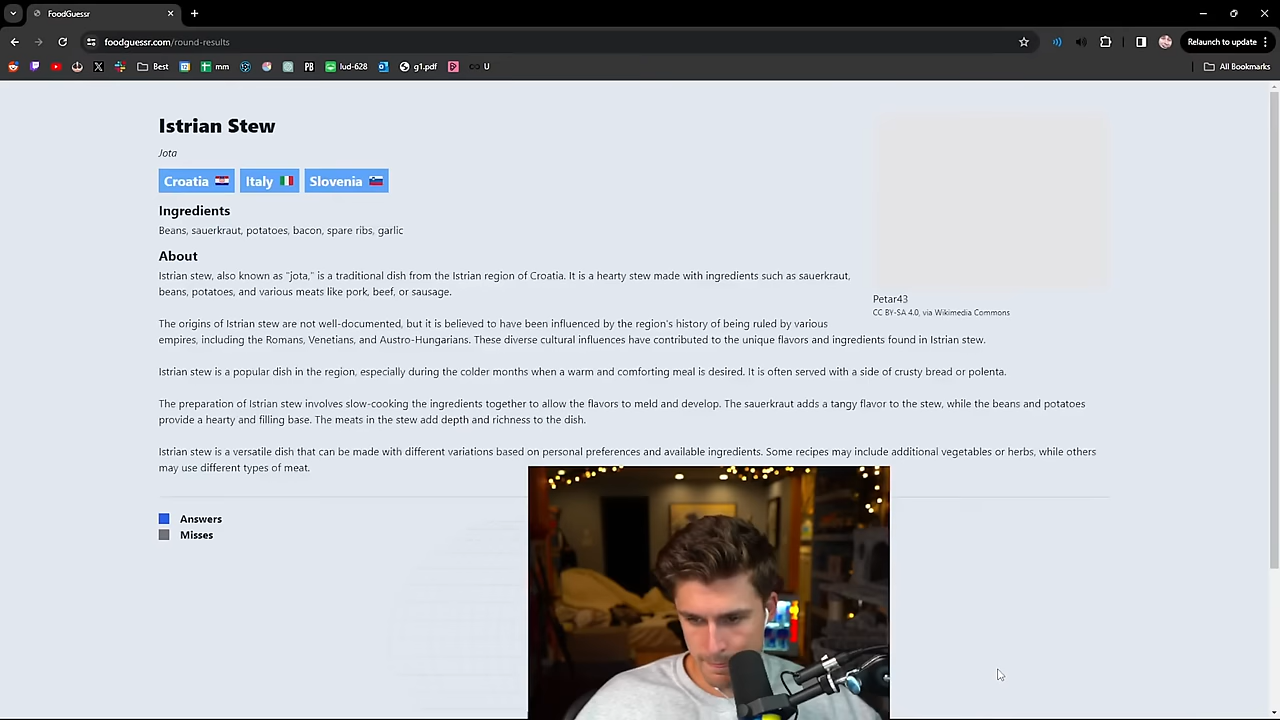 FoodGuessr
foodguessr.com/round-results
Relaunch to update
Best
mm
lud-628
g1.pdf
U
All Bookmarks
Istrian Stew
Jota
Croatia
Italy
Slovenia
Ingredients
Beans, sauerkraut, potatoes, bacon, spare ribs, garlic
About
Istrian stew, also known as "jota," is a traditional dish from the Istrian region of Croatia. It is a hearty stew made with ingredients such as sauerkraut,
beans, potatoes, and various meats like pork, beef, or sausage.
Petar43
CC BY-SA 4.0, via Wikimedia Commons
The origins of Istrian stew are not well-documented, but it is believed to have been influenced by the region's history of being ruled by various
empires, including the Romans, Venetians, and Austro-Hungarians. These diverse cultural influences have contributed to the unique flavors and ingredients found in Istrian stew.
Istrian stew is a popular dish in the region, especially during the colder months when a warm and comforting meal is desired. It is often served with a side of crusty bread or polenta.
The preparation of Istrian stew involves slow-cooking the ingredients together to allow the flavors to meld and develop. The sauerkraut adds a tangy flavor to the stew, while the beans and potatoes
provide a hearty and filling base. The meats in the stew add depth and richness to the dish.
Istrian stew is a versatile dish that can be made with different variations based on personal preferences and available ingredients. Some recipes may include additional vegetables or herbs, while others
may use different types of meat.
Answers
Misses